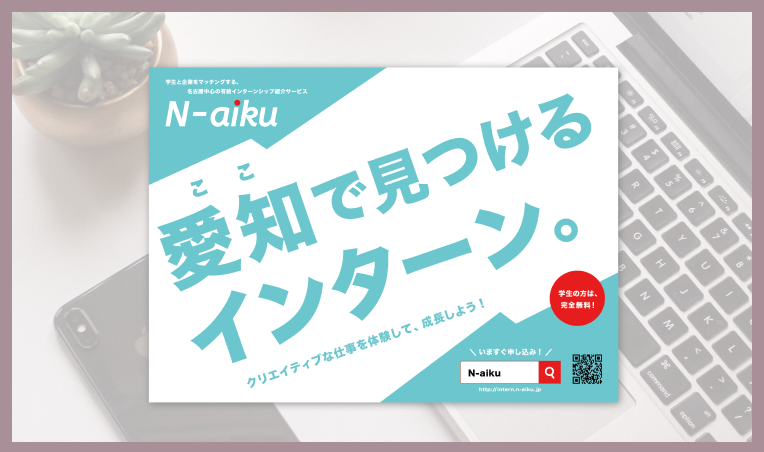 学生と企業をマッチングする、
名古屋中心の有給インターンシップ紹介サービス
N-aiku
ここ
愛知で見つける
インターン。
クリエイティブな仕事を体験して、成長しよう！
学生の方は、
完全無料！
＼ いますぐ申し込み！ ／
N-aiku
http://intern.n-aiku.jp
command
option